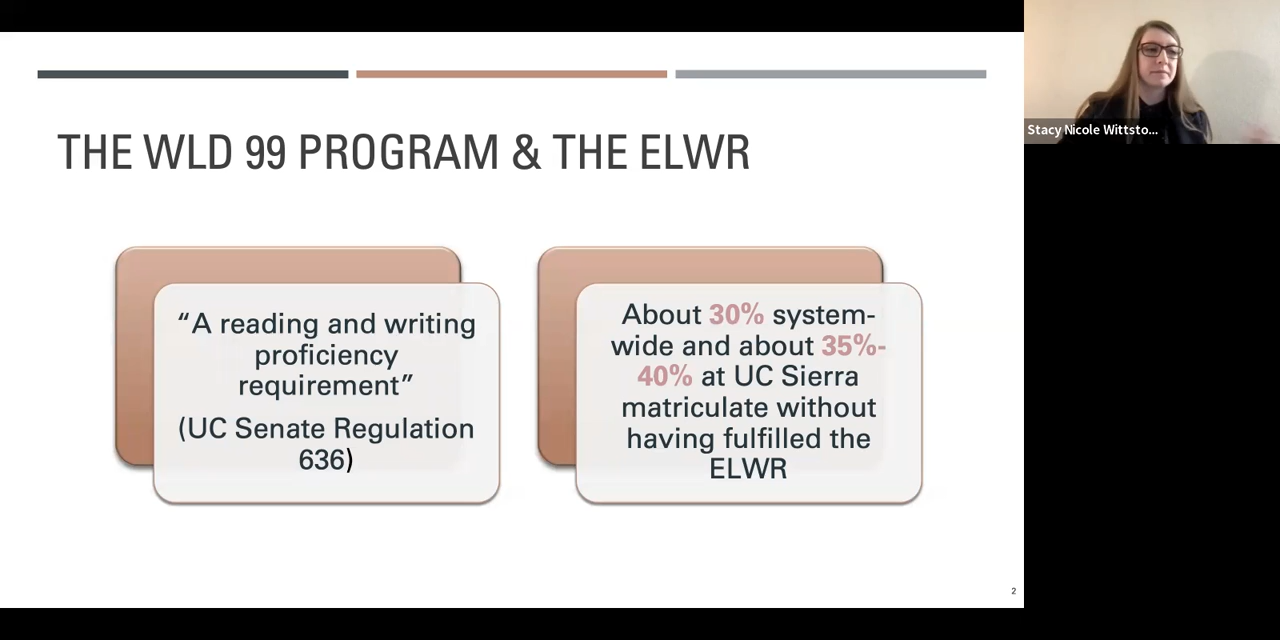 THE WLD 99 PROGRAM & THE ELWR
“A reading and writing
proficiency
requirement”
(UC Senate Regulation
636)
About 30% system-
wide and about 35%-
40% at UC Sierra
matriculate without
having fulfilled the
ELWR
2
Stacy Nicole Wittsto...